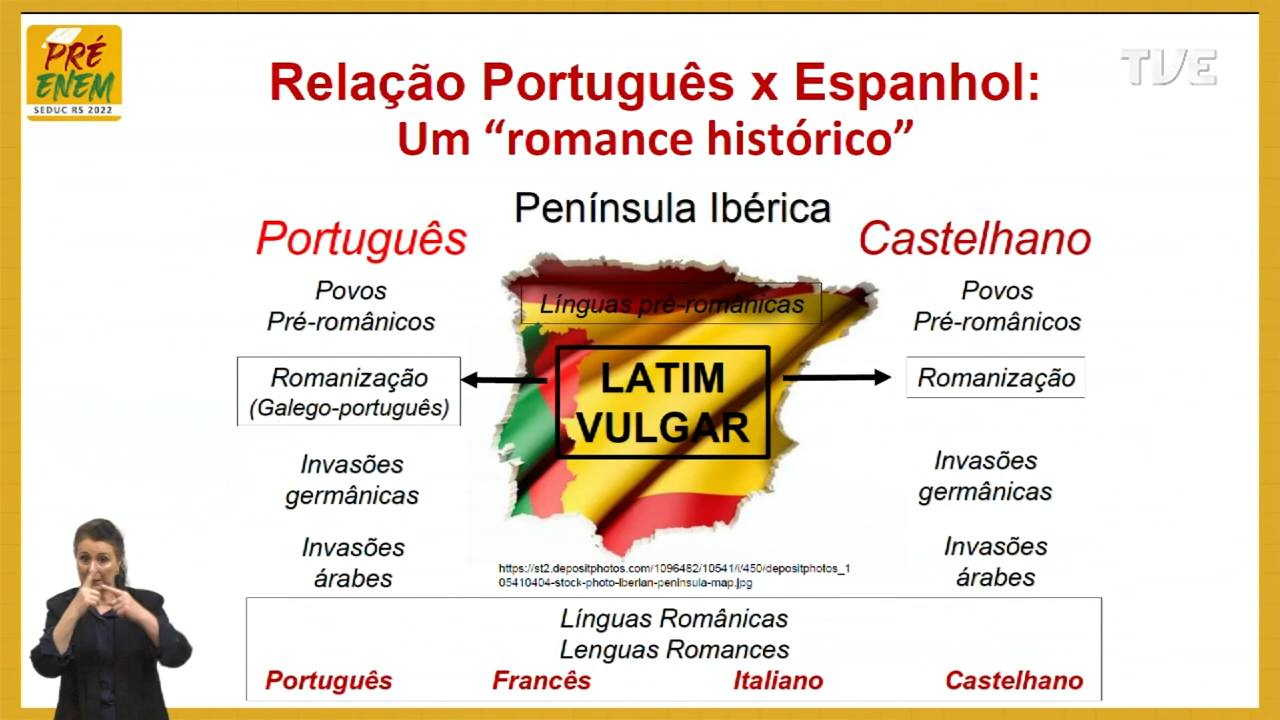 PRÉ
ENEM
SEDUC RS 2022
TVE
Relação Português x Espanhol:
Um “romance histórico”
Península Ibérica
Português
Castelhano
Povos
Pré-românicos
Línguas pré-românicas
Povos
Pré-românicos
Romanização
(Galego-português)
LATIM
VULGAR
Romanização
Invasões
germânicas
Invasões
germânicas
Invasões
árabes
Invasões
árabes
https://st2.depositphotos.com/1096482/10541/i/450/depositphotos_1
05410404-stock-photo-iberian-peninsula-map.jpg
Línguas Românicas
Lenguas Romances
Português Francês Italiano Castelhano